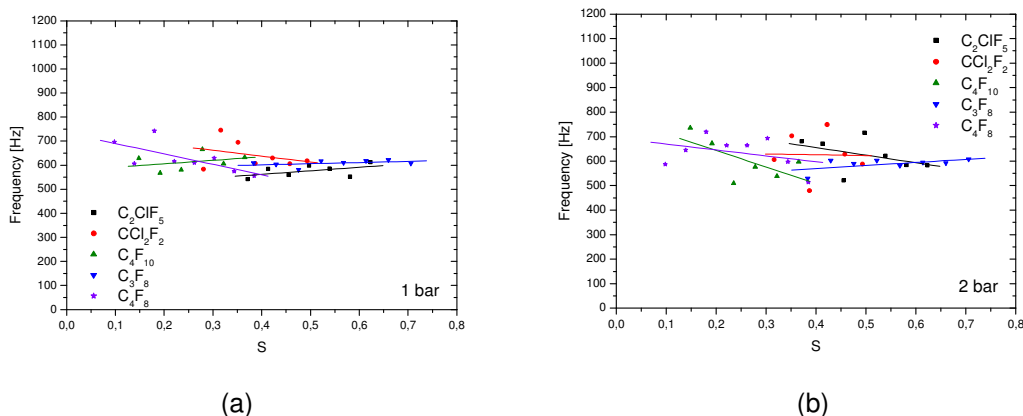 1200
1100
1000
900
800
700
600
500
400
300
200
100
0
Frequency [Hz]
C₂ClF₅
CCl₂F₂
C₄F₁₀
C₃F₈
C₄F₈
1 bar
0,0 0,1 0,2 0,3 0,4 0,5 0,6 0,7 0,8
S
(a)
1200
1100
1000
900
800
700
600
500
400
300
200
100
0
Frequency [Hz]
C₂ClF₅
CCl₂F₂
C₄F₁₀
C₃F₈
C₄F₈
2 bar
0,0 0,1 0,2 0,3 0,4 0,5 0,6 0,7 0,8
S
(b)